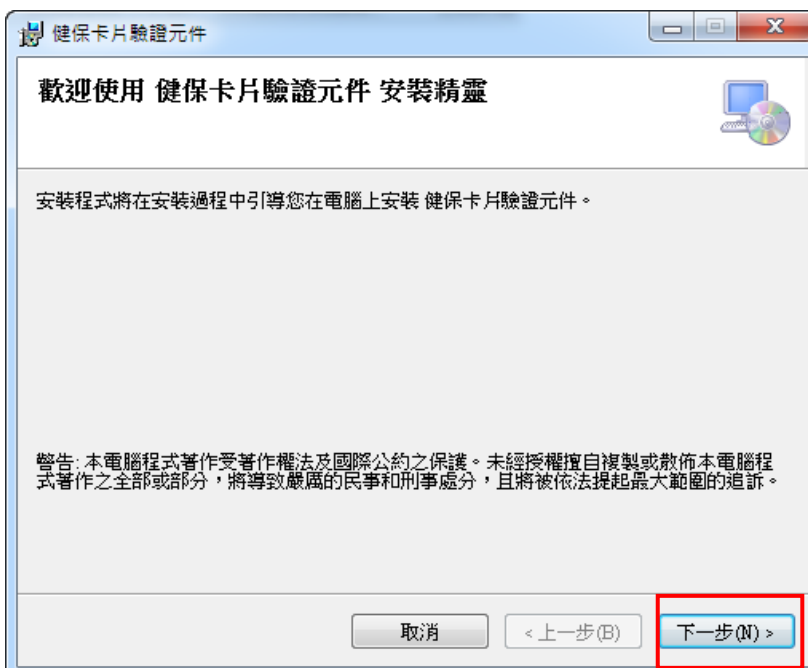 健保卡片驗證元件
歡迎使用 健保卡片驗證元件 安裝精靈
安裝程式將在安裝過程中引導您在電腦上安裝 健保卡片驗證元件。
警告: 本電腦程式著作受著作權法及國際公約之保護。未經授權擅自複製或散佈本電腦程
式著作之全部或部分，將導致嚴厲的民事和刑事處分，且將被依法提起最大範圍的追訴。
取消
< 上一步(B)
下一步(N) >